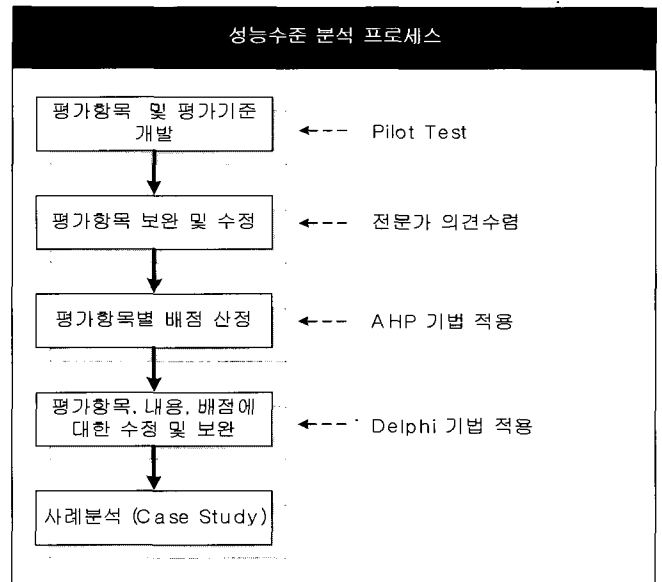 성능수준 분석 프로세스
평가항목 및 평가기준
개발
Pilot Test
평가항목 보완 및 수정
전문가 의견수렴
평가항목별 배점 산정
AHP 기법 적용
평가항목, 내용, 배점에
대한 수정 및 보완
Delphi 기법 적용
사례분석 (Case Study)